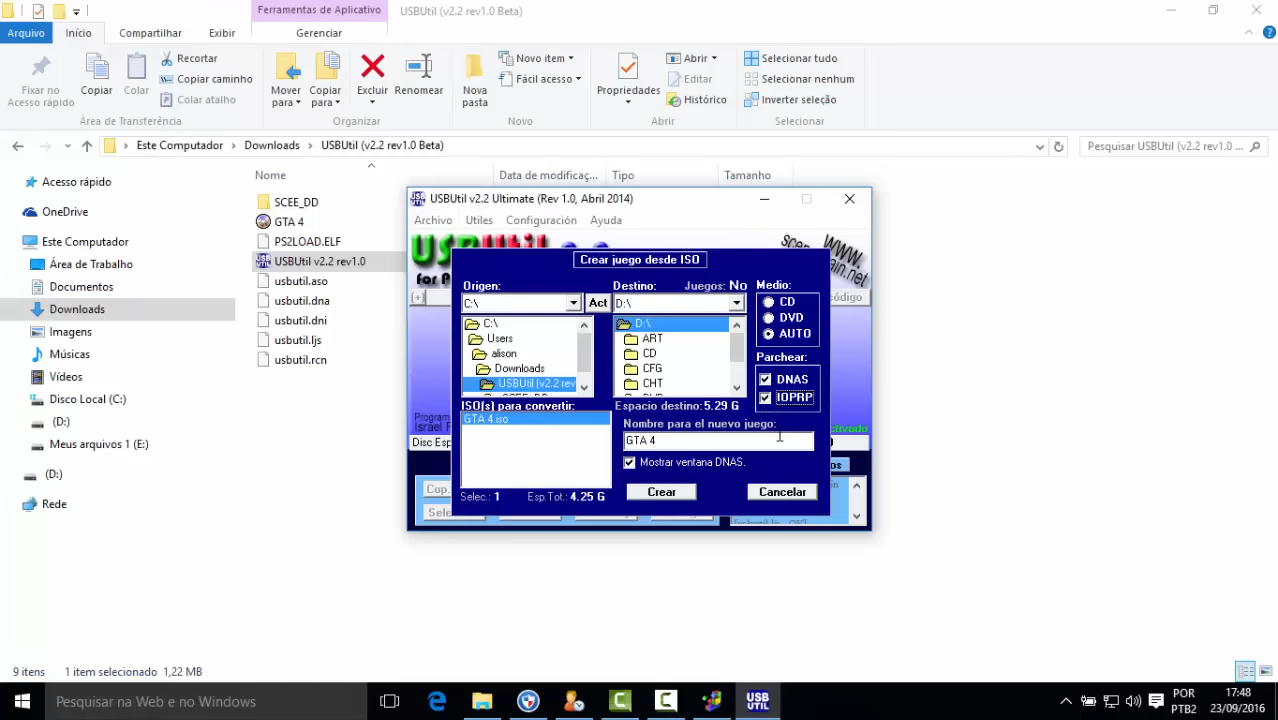 Ferramentas de Aplicativo
USBUtil (v2.2 rev1.0 Beta)
Arquivo
Início
Compartilhar
Exibir
Gerenciar
Fixar no
Acesso rápido
Copiar
Colar
Recortar
Copiar caminho
Colar atalho
Mover
para
Copiar
para
Excluir
Renomear
Nova
pasta
Novo item
Fácil acesso
Propriedades
Abrir
Editar
Histórico
Selecionar tudo
Selecionar nenhum
Inverter seleção
Área de Transferência
Organizar
Novo
Abrir
Selecionar
Este Computador
Downloads
USBUtil (v2.2 rev1.0 Beta)
Pesquisar USBUtil (v2.2 rev1.0 ...
Nome
Data de modificaç...
Tipo
Tamanho
Acesso rápido
OneDrive
Este Computador
Área de Trabalho
Documentos
Downloads
Imagens
Músicas
Vídeos
Disco Local (C:)
(D:)
Meus arquivos 1 (E:)
(D:)
Rede
SCEE_DD
GTA 4
PS2LOAD.ELF
USBUtil v2.2 rev1.0
usbutil.aso
usbutil.dna
usbutil.dni
usbutil.ljs
usbutil.rcn
USBUtil v2.2 Ultimate (Rev 1.0, Abril 2014)
Archivo
Utiles
Configuración
Ayuda
for
[+]
código
Program
Israel
Disc Esp
Cop.
Sele
Crear juego desde ISO
Origen:
C:\
Act
Destino:
Juegos: No
D:\
C:\
Users
alison
Downloads
USBUtil (v2.2 rev
D:\
ART
CD
CFG
CHT
Medio:
CD
DVD
AUTO
Parchear:
DNAS
IOPRP
ISO(s) para convertir:
GTA 4.iso
Espacio destino: 5.29 G
Nombre para el nuevo juego:
GTA 4
Mostrar ventana DNAS.
Selec.: 1
Esp.Tot.: 4.25 G
Crear
Cancelar
9 itens
1 item selecionado 1,22 MB
Pesquisar na Web e no Windows
USB
UTIL
POR
PTB2
17:48
23/09/2016